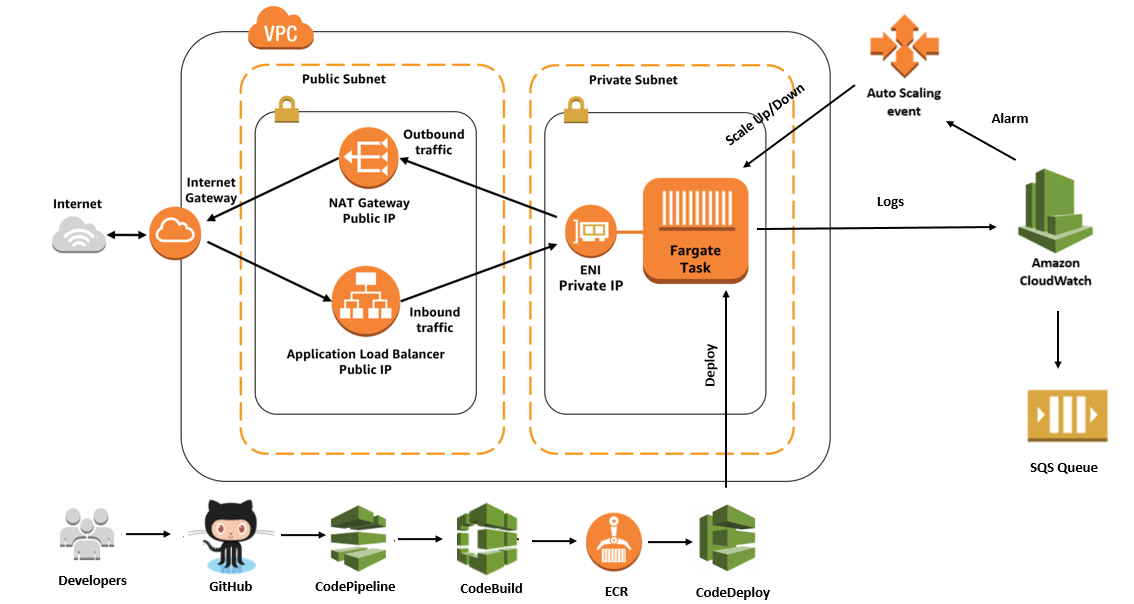 VPC
Public Subnet
Private Subnet
Auto Scaling
event
Scale Up/Down
Alarm
Outbound
traffic
Internet
Gateway
NAT Gateway
Public IP
Internet
Logs
Fargate
Task
ENI
Private IP
Amazon
CloudWatch
Inbound
traffic
Application Load Balancer
Public IP
Deploy
SQS Queue
Developers
GitHub
CodePipeline
CodeBuild
ECR
CodeDeploy